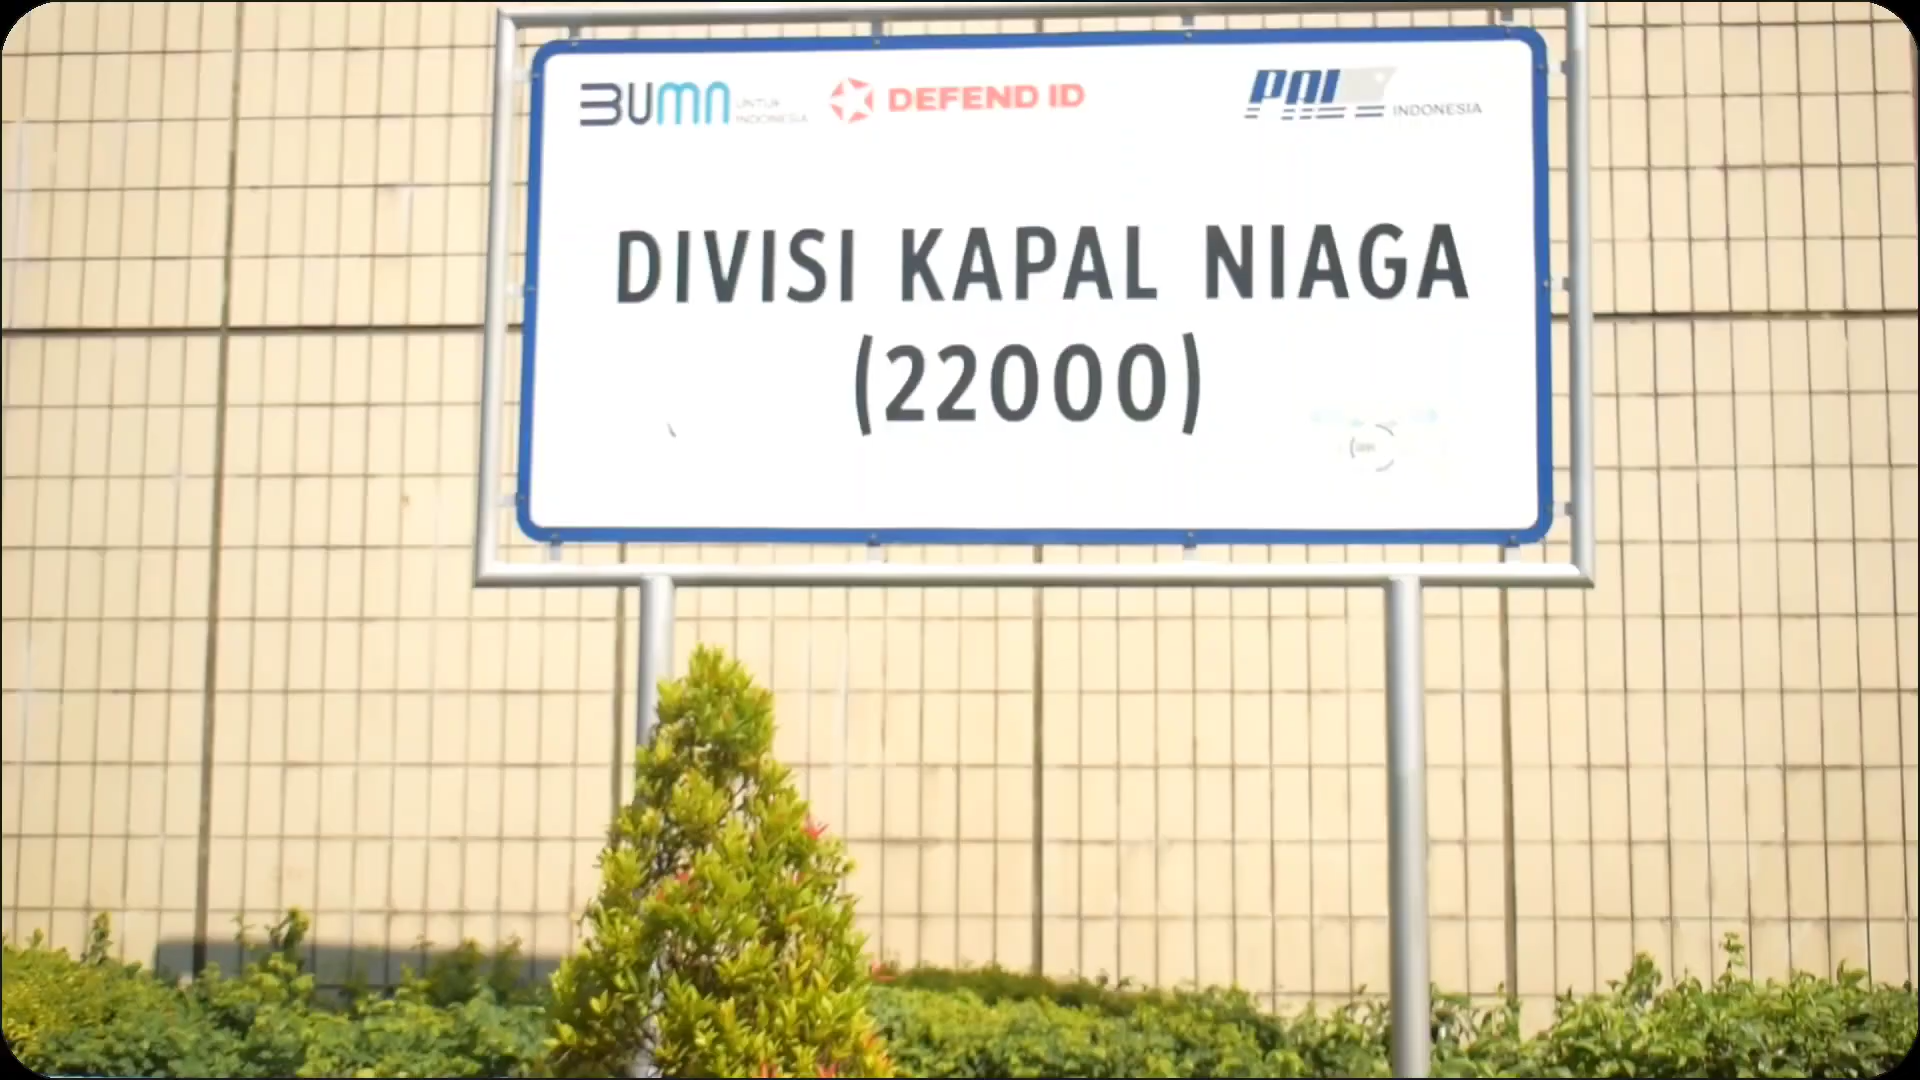 BUMN UNTUK INDONESIA DEFEND ID PAL INDONESIA
DIVISI KAPAL NIAGA
(22000)